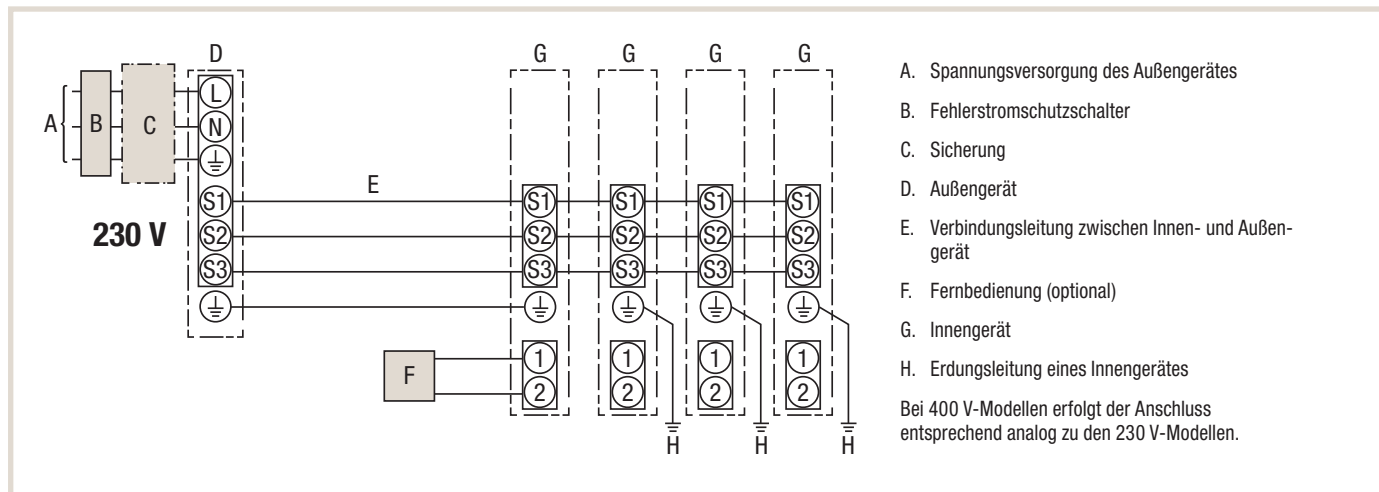 D G G G G
A B C L
N
230 V
E
S1 S1 S1 S1 S1
S2 S2 S2 S2 S2
S3 S3 S3 S3 S3
F 1 1 1 1
2 2 2 2
H H H
A. Spannungsversorgung des Außengerätes
B. Fehlerstromschutzschalter
C. Sicherung
D. Außengerät
E. Verbindungsleitung zwischen Innen- und Außen-
gerät
F. Fernbedienung (optional)
G. Innengerät
H. Erdungsleitung eines Innengerätes
Bei 400 V-Modellen erfolgt der Anschluss
entsprechend analog zu den 230 V-Modellen.